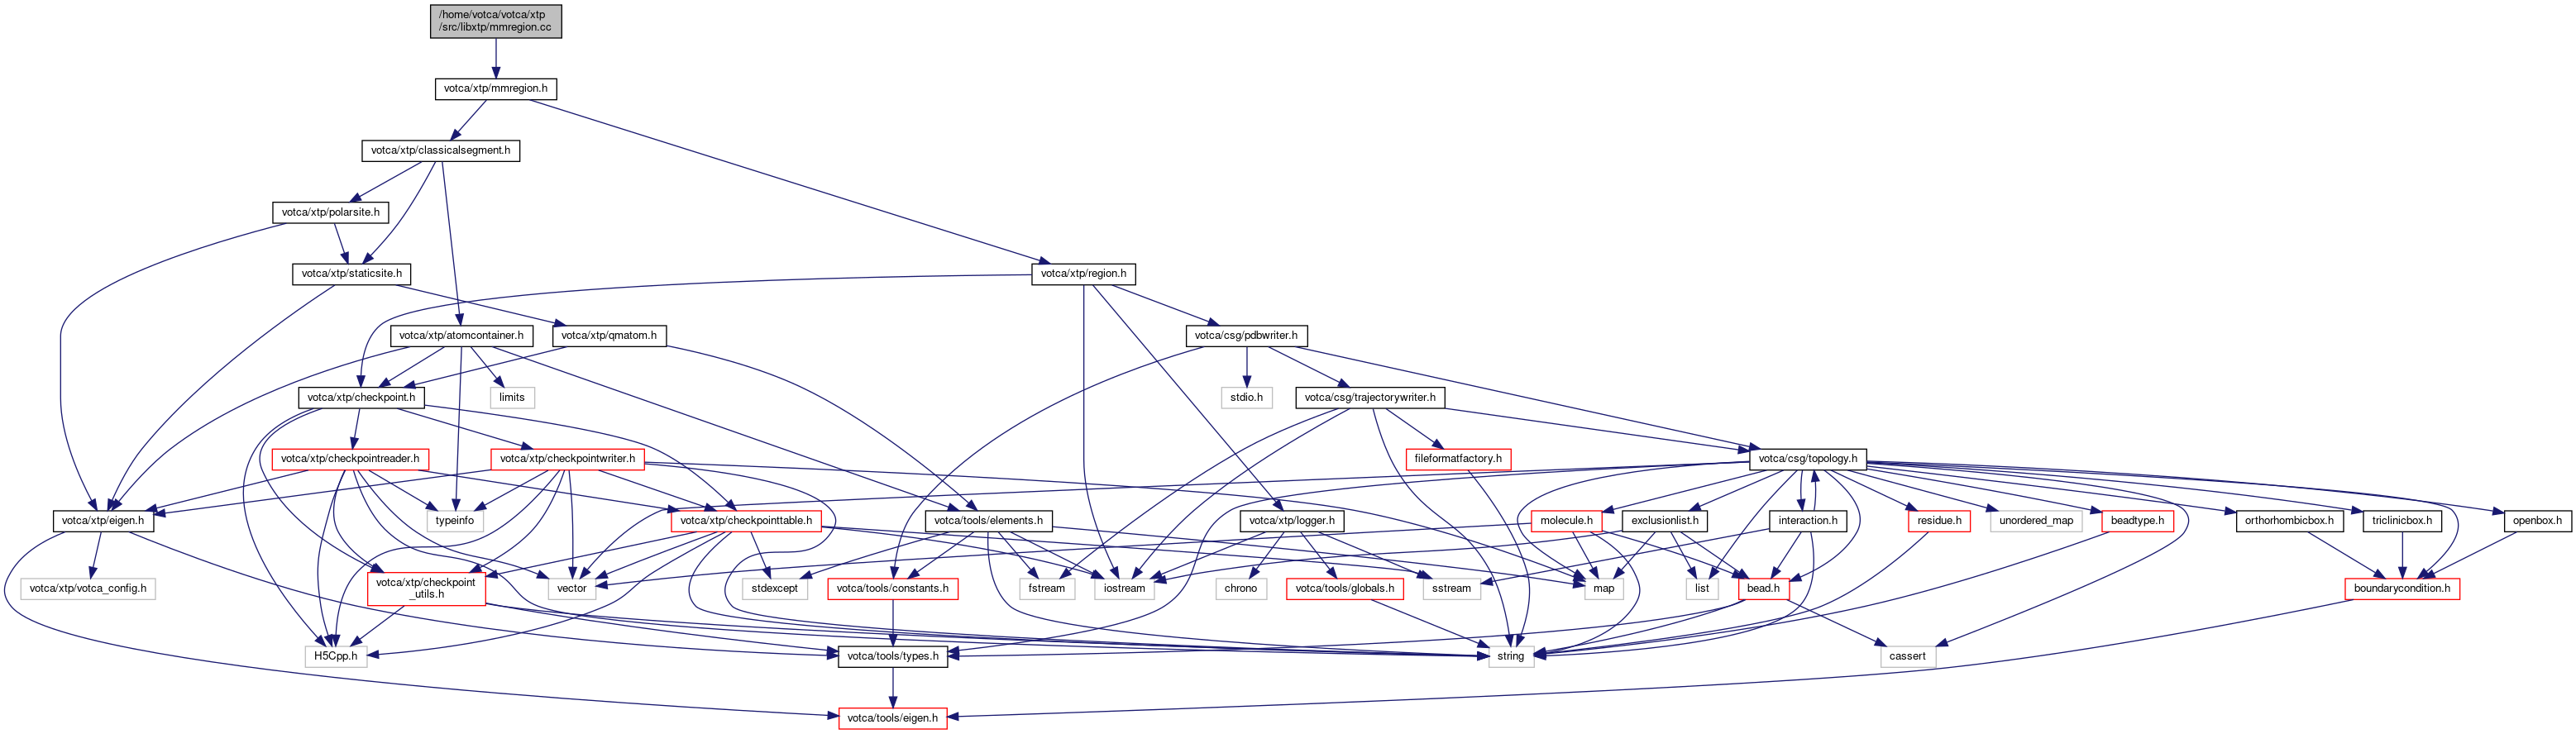 /home/votca/votca/xtp
/src/libxtp/mmregion.cc
votca/xtp/mmregion.h
votca/xtp/classicalsegment.h
votca/xtp/polarsite.h
votca/xtp/staticsite.h
votca/xtp/region.h
votca/xtp/atomcontainer.h
votca/xtp/qmatom.h
votca/csg/pdbwriter.h
votca/xtp/checkpoint.h
limits
stdio.h
votca/csg/trajectorywriter.h
votca/xtp/checkpointreader.h
votca/xtp/checkpointwriter.h
fileformatfactory.h
votca/csg/topology.h
votca/xtp/eigen.h
typeinfo
votca/xtp/checkpointtable.h
votca/tools/elements.h
votca/xtp/logger.h
molecule.h
exclusionlist.h
interaction.h
residue.h
unordered_map
beadtype.h
orthorhombicbox.h
triclinicbox.h
openbox.h
votca/xtp/votca_config.h
votca/xtp/checkpoint
_utils.h
vector
stdexcept
votca/tools/constants.h
fstream
iostream
chrono
votca/tools/globals.h
sstream
map
list
bead.h
boundarycondition.h
H5Cpp.h
votca/tools/types.h
string
cassert
votca/tools/eigen.h